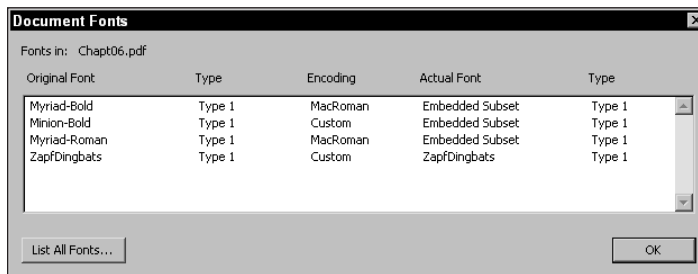 Document Fonts
Fonts in: Chapt06.pdf
Original Font Type Encoding Actual Font Type
Myriad-Bold Type 1 MacRoman Embedded Subset Type 1
Minion-Bold Type 1 Custom Embedded Subset Type 1
Myriad-Roman Type 1 MacRoman Embedded Subset Type 1
ZapfDingbats Type 1 Custom ZapfDingbats Type 1
List All Fonts... OK